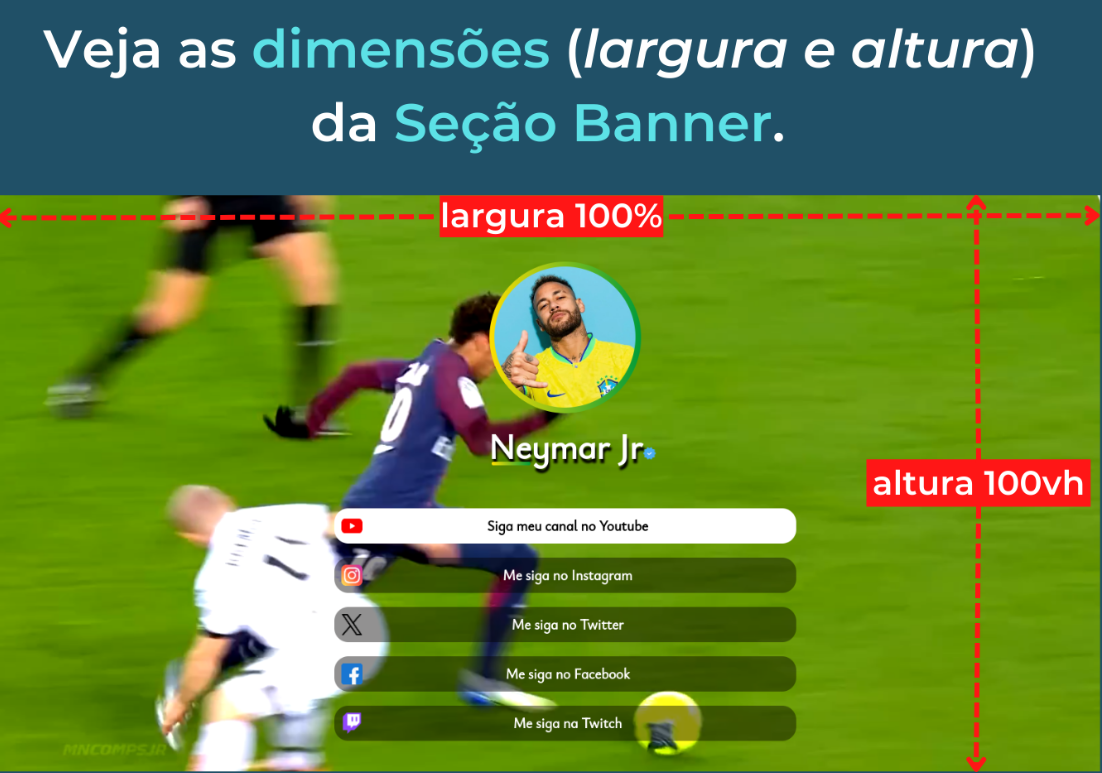 Veja as dimensões (largura e altura)
da Seção Banner.
largura 100%
10
Neymar Jr
altura 100vh
Siga meu canal no Youtube
Me siga no Instagram
Me siga no Twitter
Me siga no Facebook
Me siga na Twitch
MNCOMPSJR